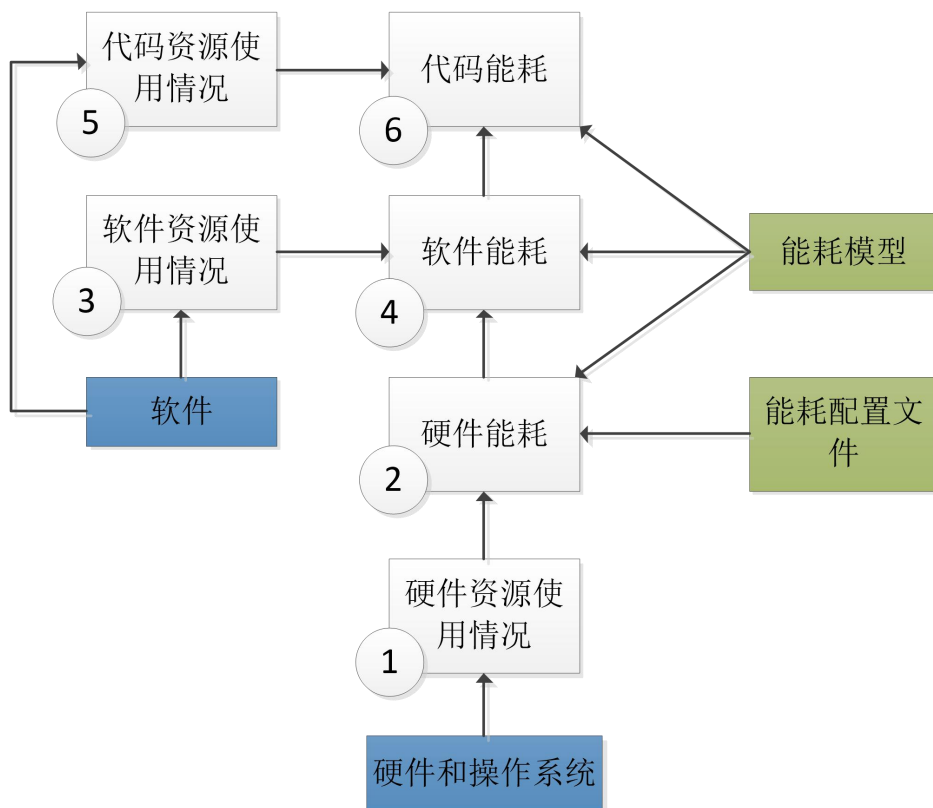 代码资源使
用情况
5
代码能耗
6
软件资源使
用情况
3
软件能耗
4
能耗模型
软件
硬件能耗
2
能耗配置文
件
硬件资源使
用情况
1
硬件和操作系统